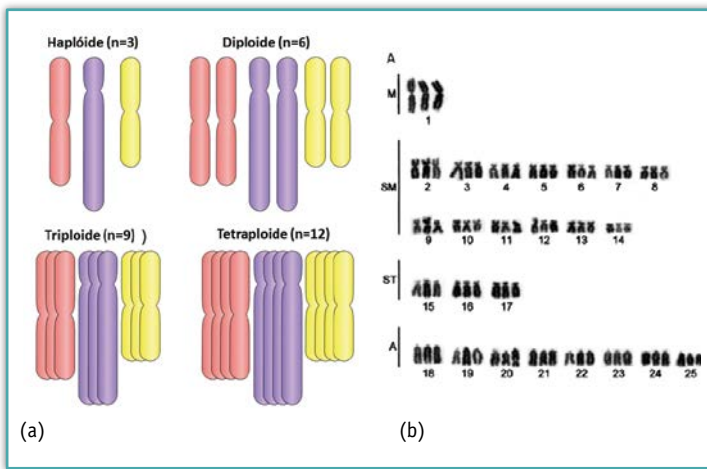 Haplóide (n=3)
Diploide (n=6)
Triploide (n=9) )
Tetraploide (n=12)
(a)
A
M
1
SM
2 3 4 5 6 7 8
9 10 11 12 13 14
ST
15 16 17
A
18 19 20 21 22 23 24 25
(b)